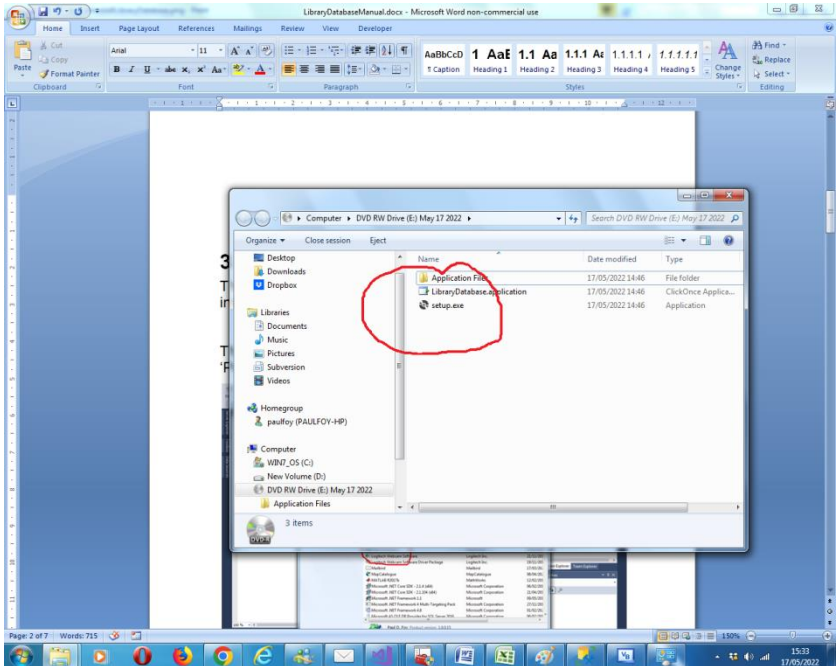 LibraryDatabaseManual.docx - Microsoft Word non-commercial use
Home Insert Page Layout References Mailings Review View Developer
Cut
Copy
Paste
Format Painter
Arial 11
AaBbCcD 1 AaE 1.1 Aa 1.1.1 Aa 1.1.1.1 1.1.1.1.1
¶ Caption Heading 1 Heading 2 Heading 3 Heading 4 Heading 5
Change Styles
Find
Replace
Select
Clipboard Font Paragraph Styles Editing
Computer DVD RW Drive (E:) May 17 2022
Search DVD RW Drive (E:) May 17 2022
Organize Close session Eject
Name Date modified Type
Application Files 17/05/2022 14:46 File folder
LibraryDatabase.application 17/05/2022 14:46 ClickOnce Applica...
setup.exe 17/05/2022 14:46 Application
Desktop
Downloads
Dropbox
Libraries
Documents
Music
Pictures
Subversion
Videos
Homegroup
paulfoy (PAULFOY-HP)
Computer
WIN7_OS (C:)
New Volume (D:)
DVD RW Drive (E:) May 17 2022
Application Files
3 items
Page: 2 of 7 Words: 715
150%
15:33
17/05/2022